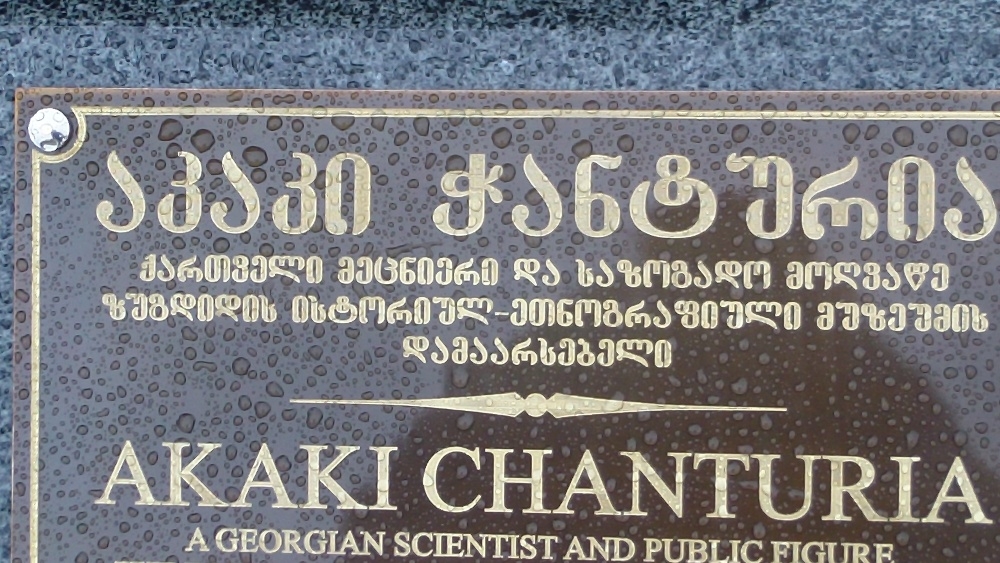 აკაკი ჭანტურია
ქართველი მეცნიერი და საზოგადო მოღვაწე
ზუგდიდის ისტორიულ-ეთნოგრაფიული მუზეუმის
დამაარსებელი
AKAKI CHANTURIA
A GEORGIAN SCIENTIST AND PUBLIC FIGURE